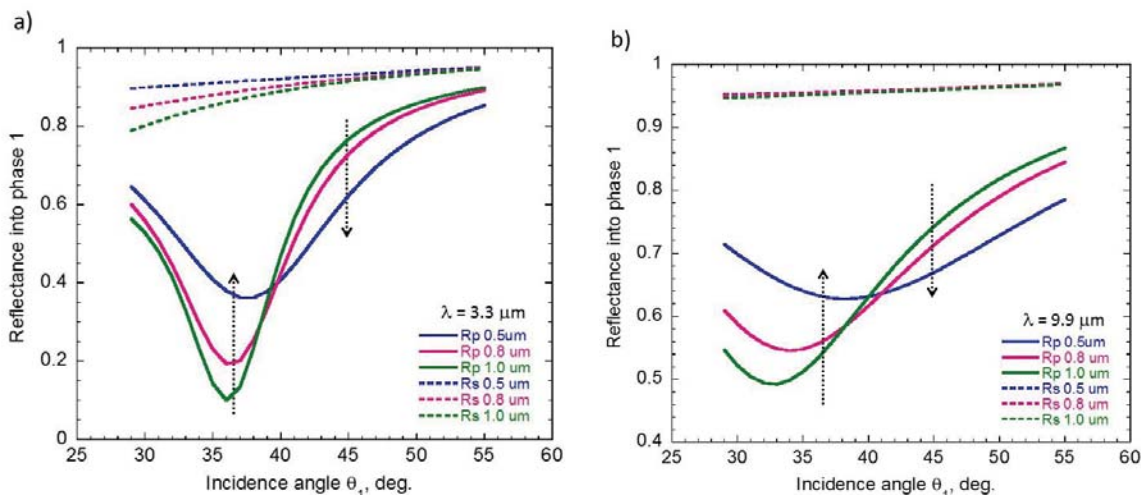 a)
Reflectance into phase 1
1
0.8
0.6
0.4
0.2
0
25 30 35 40 45 50 55 60
Incidence angle θ₁, deg.
λ = 3.3 μm
Rp 0.5um
Rp 0.8 um
Rp 1.0 um
Rs 0.5 um
Rs 0.8 um
Rs 1.0 um
b)
Reflectance into phase 1
1
0.9
0.8
0.7
0.6
0.5
0.4
25 30 35 40 45 50 55 60
Incidence angle θ₁, deg.
λ = 9.9 μm
Rp 0.5um
Rp 0.8 um
Rp 1.0 um
Rs 0.5 um
Rs 0.8 um
Rs 1.0 um